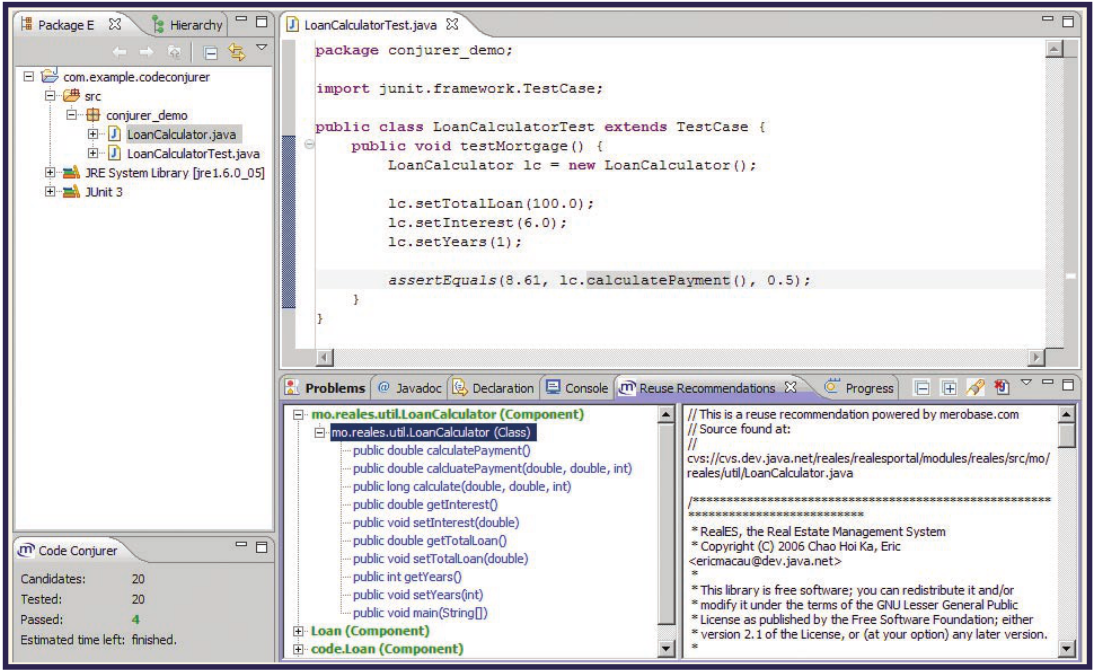 Package E
Hierarchy
com.example.codeconjurer
src
conjurer_demo
LoanCalculator.java
LoanCalculatorTest.java
JRE System Library [jre1.6.0_05]
JUnit 3
LoanCalculatorTest.java
package conjurer_demo;
import junit.framework.TestCase;
public class LoanCalculatorTest extends TestCase {
public void testMortgage() {
LoanCalculator lc = new LoanCalculator();
lc.setTotalLoan(100.0);
lc.setInterest(6.0);
lc.setYears(1);
assertEquals(8.61, lc.calculatePayment(), 0.5);
}
}
Problems @ Javadoc Declaration Console Reuse Recommendations Progress
mo.reales.util.LoanCalculator (Component)
mo.reales.util.LoanCalculator (Class)
public double calculatePayment()
public double calduatePayment(double, double, int)
public long calculate(double, double, int)
public double getInterest()
public void setInterest(double)
public double getTotalLoan()
public void setTotalLoan(double)
public int getYears()
public void setYears(int)
public void main(String[])
Loan (Component)
code.Loan (Component)
// This is a reuse recommendation powered by merobase.com
// Source found at:
//
cvs://cvs.dev.java.net/reales/realesportal/modules/reales/src/mo/
reales/util/LoanCalculator.java
/*****************************************************
**************************
* RealES, the Real Estate Management System
* Copyright (C) 2006 Chao Hoi Ka, Eric
<ericmacau@dev.java.net>
*
* This library is free software; you can redistribute it and/or
* modify it under the terms of the GNU Lesser General Public
* License as published by the Free Software Foundation; either
* version 2.1 of the License, or (at your option) any later version.
*
Code Conjurer
Candidates: 20
Tested: 20
Passed: 4
Estimated time left: finished.